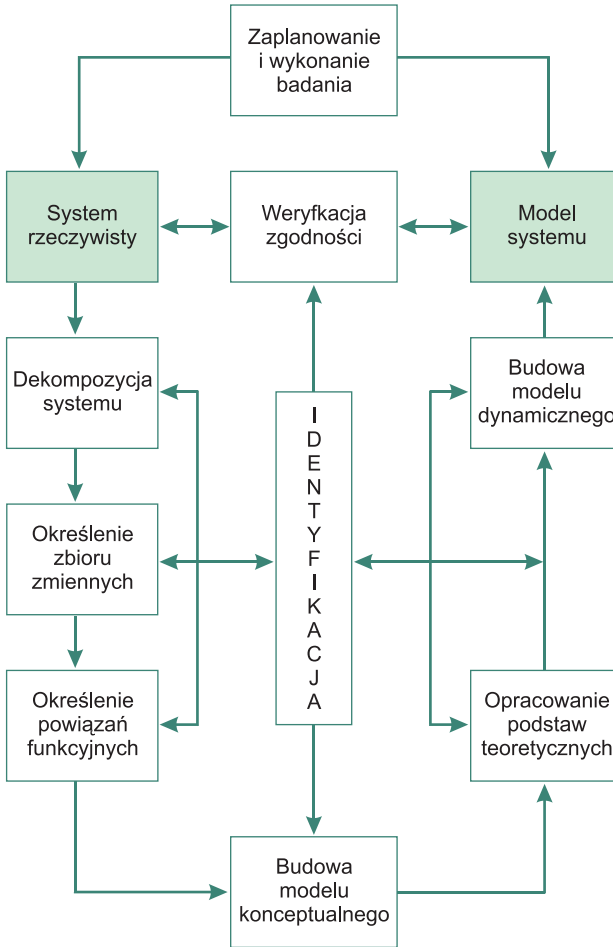 Zaplanowanie
i wykonanie
badania
System
rzeczywisty
Weryfkacja
zgodności
Model
systemu
Dekompozycja
systemu
Budowa
modelu
dynamicznego
I
D
E
N
T
Y
F
I
K
A
C
J
A
Określenie
zbioru
zmiennych
Określenie
powiązań
funkcyjnych
Opracowanie
podstaw
teoretycznych
Budowa
modelu
konceptualnego